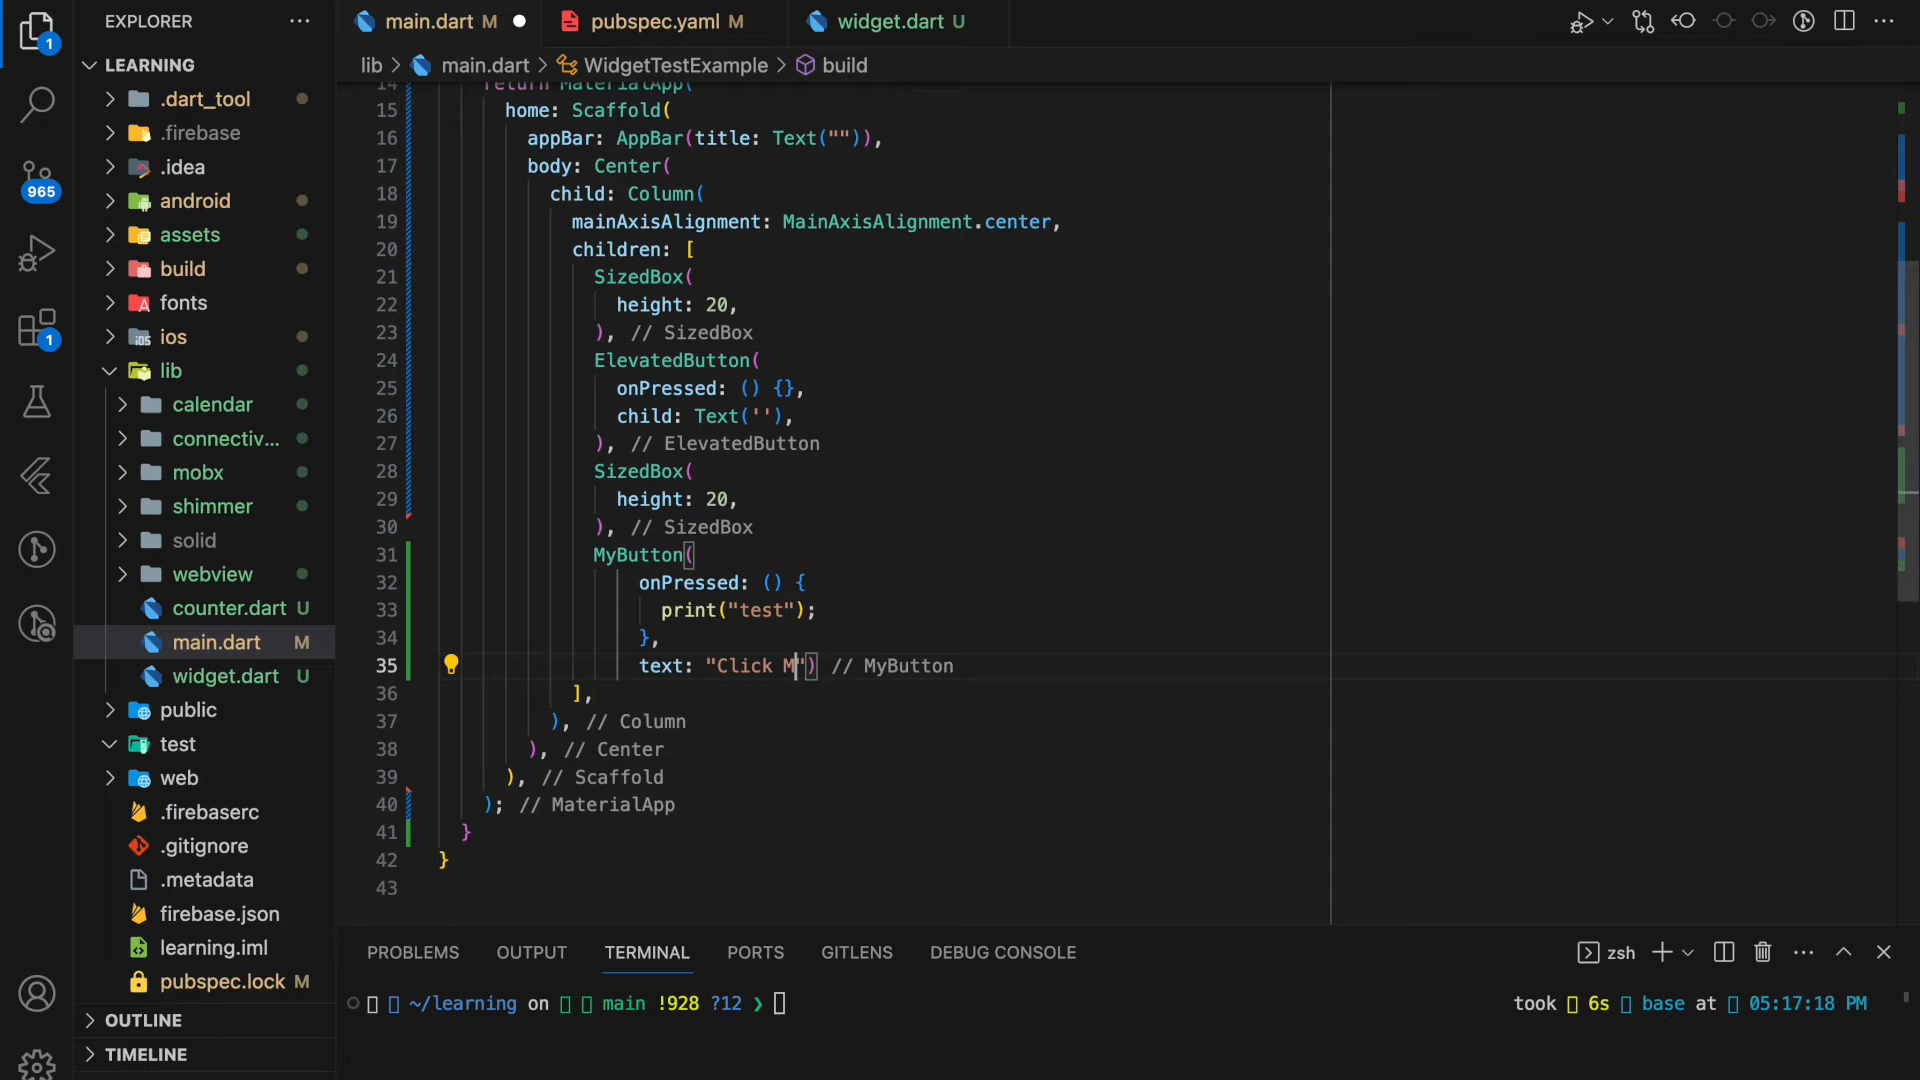 EXPLORER
main.dart M
pubspec.yaml M
widget.dart U
lib > main.dart > WidgetTestExample > build
1
965
1
LEARNING
.dart_tool
.firebase
.idea
android
assets
build
fonts
ios
lib
calendar
connectiv...
mobx
shimmer
solid
webview
counter.dart U
main.dart M
widget.dart U
public
test
web
.firebaserc
.gitignore
.metadata
firebase.json
learning.iml
pubspec.lock M
OUTLINE
TIMELINE
14 return MaterialApp(
15 home: Scaffold(
16 appBar: AppBar(title: Text("")),
17 body: Center(
18 child: Column(
19 mainAxisAlignment: MainAxisAlignment.center,
20 children: [
21 SizedBox(
22 height: 20,
23 ), // SizedBox
24 ElevatedButton(
25 onPressed: () {},
26 child: Text(''),
27 ), // ElevatedButton
28 SizedBox(
29 height: 20,
30 ), // SizedBox
31 MyButton(
32 onPressed: () {
33 print("test");
34 },
35 text: "Click M") // MyButton
36 ],
37 ), // Column
38 ), // Center
39 ), // Scaffold
40 ); // MaterialApp
41 }
42 }
43
PROBLEMS OUTPUT TERMINAL PORTS GITLENS DEBUG CONSOLE
zsh
~/learning on main !928 ?12 ❯
took 6s base at 05:17:18 PM